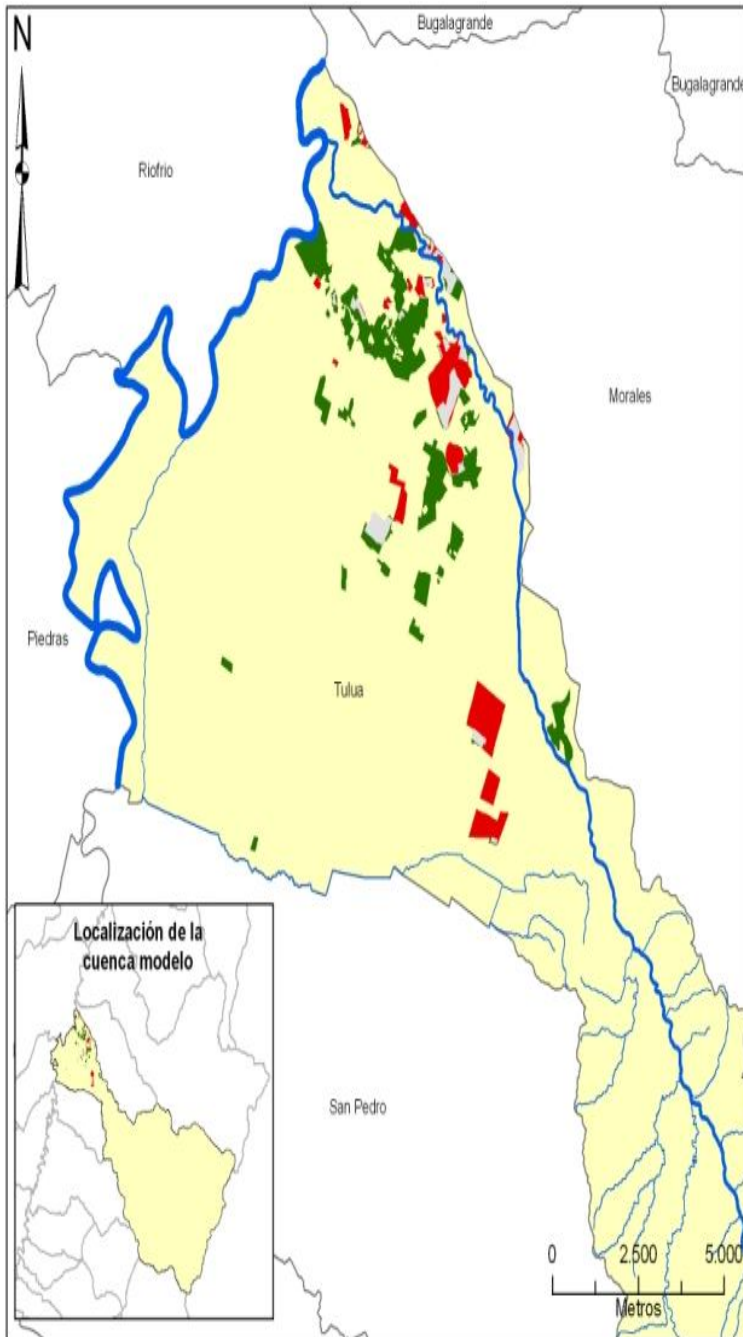 Bugalagrande
N
Bugalagrande
Riofrio
Morales
Piedras
Tulua
Localización de la
cuenca modelo
San Pedro
0 2.500 5.000
Metros